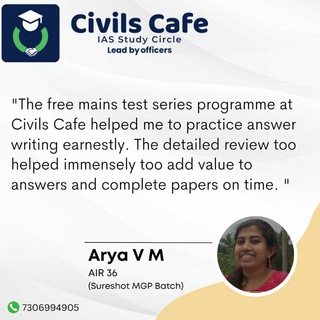 Civils Cafe
IAS Study Circle
Lead by officers
"The free mains test series programme at
Civils Cafe helped me to practice answer
writing earnestly. The detailed review too
helped immensely too add value to
answers and complete papers on time. "
Arya V M
AIR 36
(Sureshot MGP Batch)
7306994905